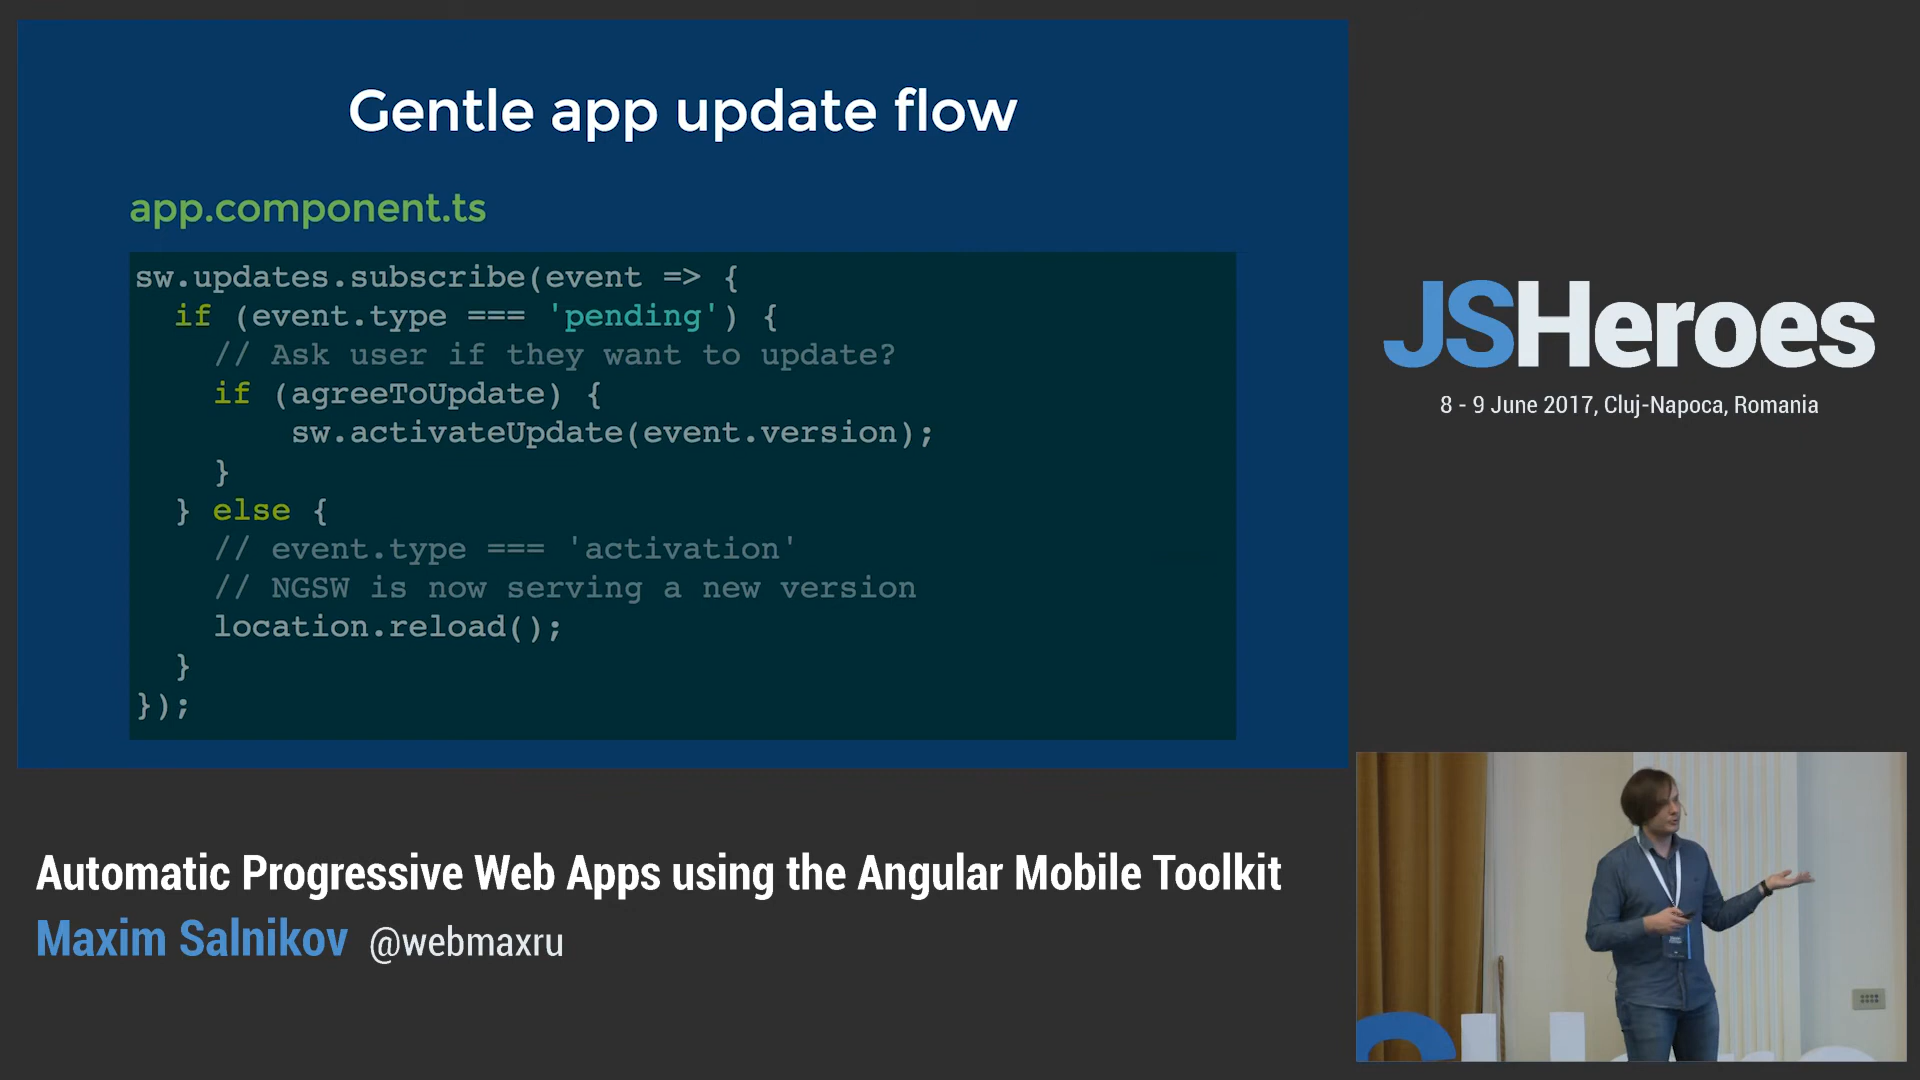 Gentle app update flow
app.component.ts
sw.updates.subscribe(event => {
if (event.type === 'pending') {
// Ask user if they want to update?
if (agreeToUpdate) {
sw.activateUpdate(event.version);
}
} else {
// event.type === 'activation'
// NGSW is now serving a new version
location.reload();
}
});
JSHeroes
8 - 9 June 2017, Cluj-Napoca, Romania
Automatic Progressive Web Apps using the Angular Mobile Toolkit
Maxim Salnikov @webmaxru